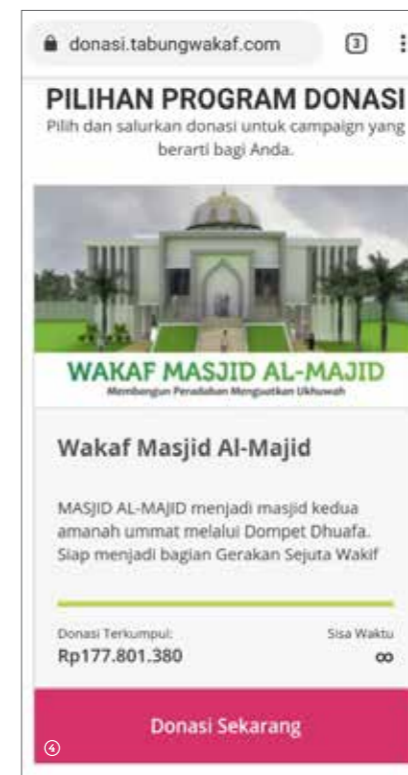 donasi.tabungwakaf.com 3
PILIHAN PROGRAM DONASI
Pilih dan salurkan donasi untuk campaign yang
berarti bagi Anda.
WAKAF MASJID AL-MAJID
Membangun Peradaban Menguatkan Ukhuwah
Wakaf Masjid Al-Majid
MASJID AL-MAJID menjadi masjid kedua
amanah ummat melalui Dompet Dhuafa.
Siap menjadi bagian Gerakan Sejuta Wakif
Donasi Terkumpul: Sisa Waktu
Rp177.801.380 ∞
Donasi Sekarang
④